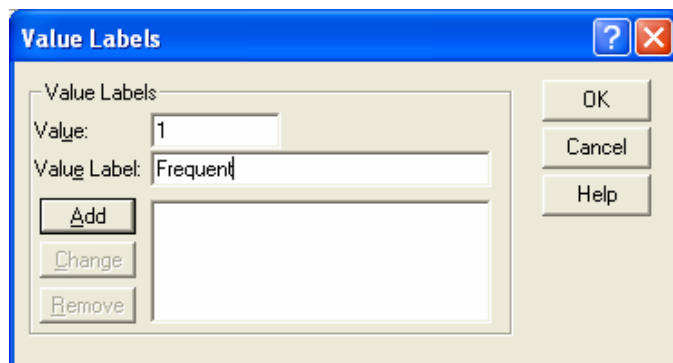 Value Labels
Value Labels
Value: 1
Value Label: Frequent
Add
Change
Remove
OK
Cancel
Help